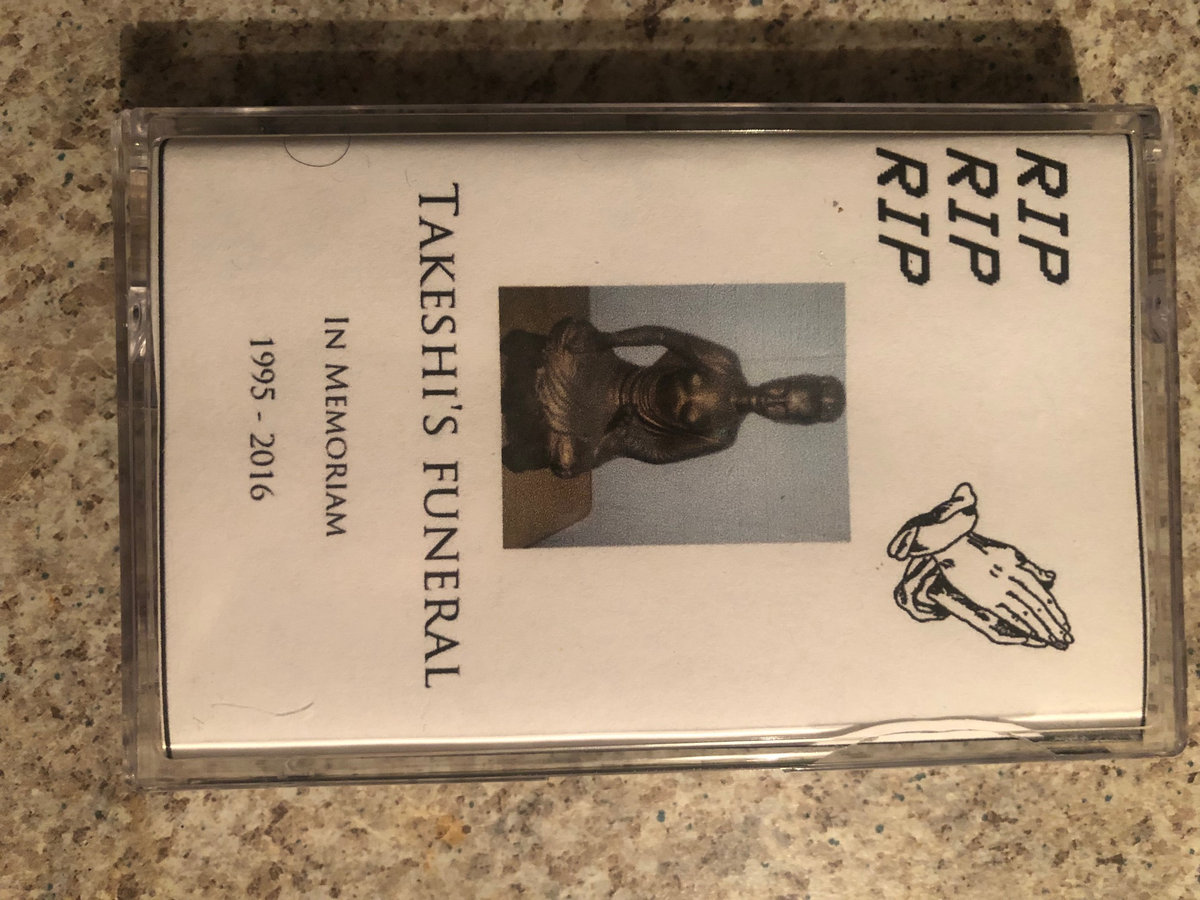 RIP
RIP
RIP
TAKESHI'S FUNERAL
IN MEMORIAM
1995 - 2016